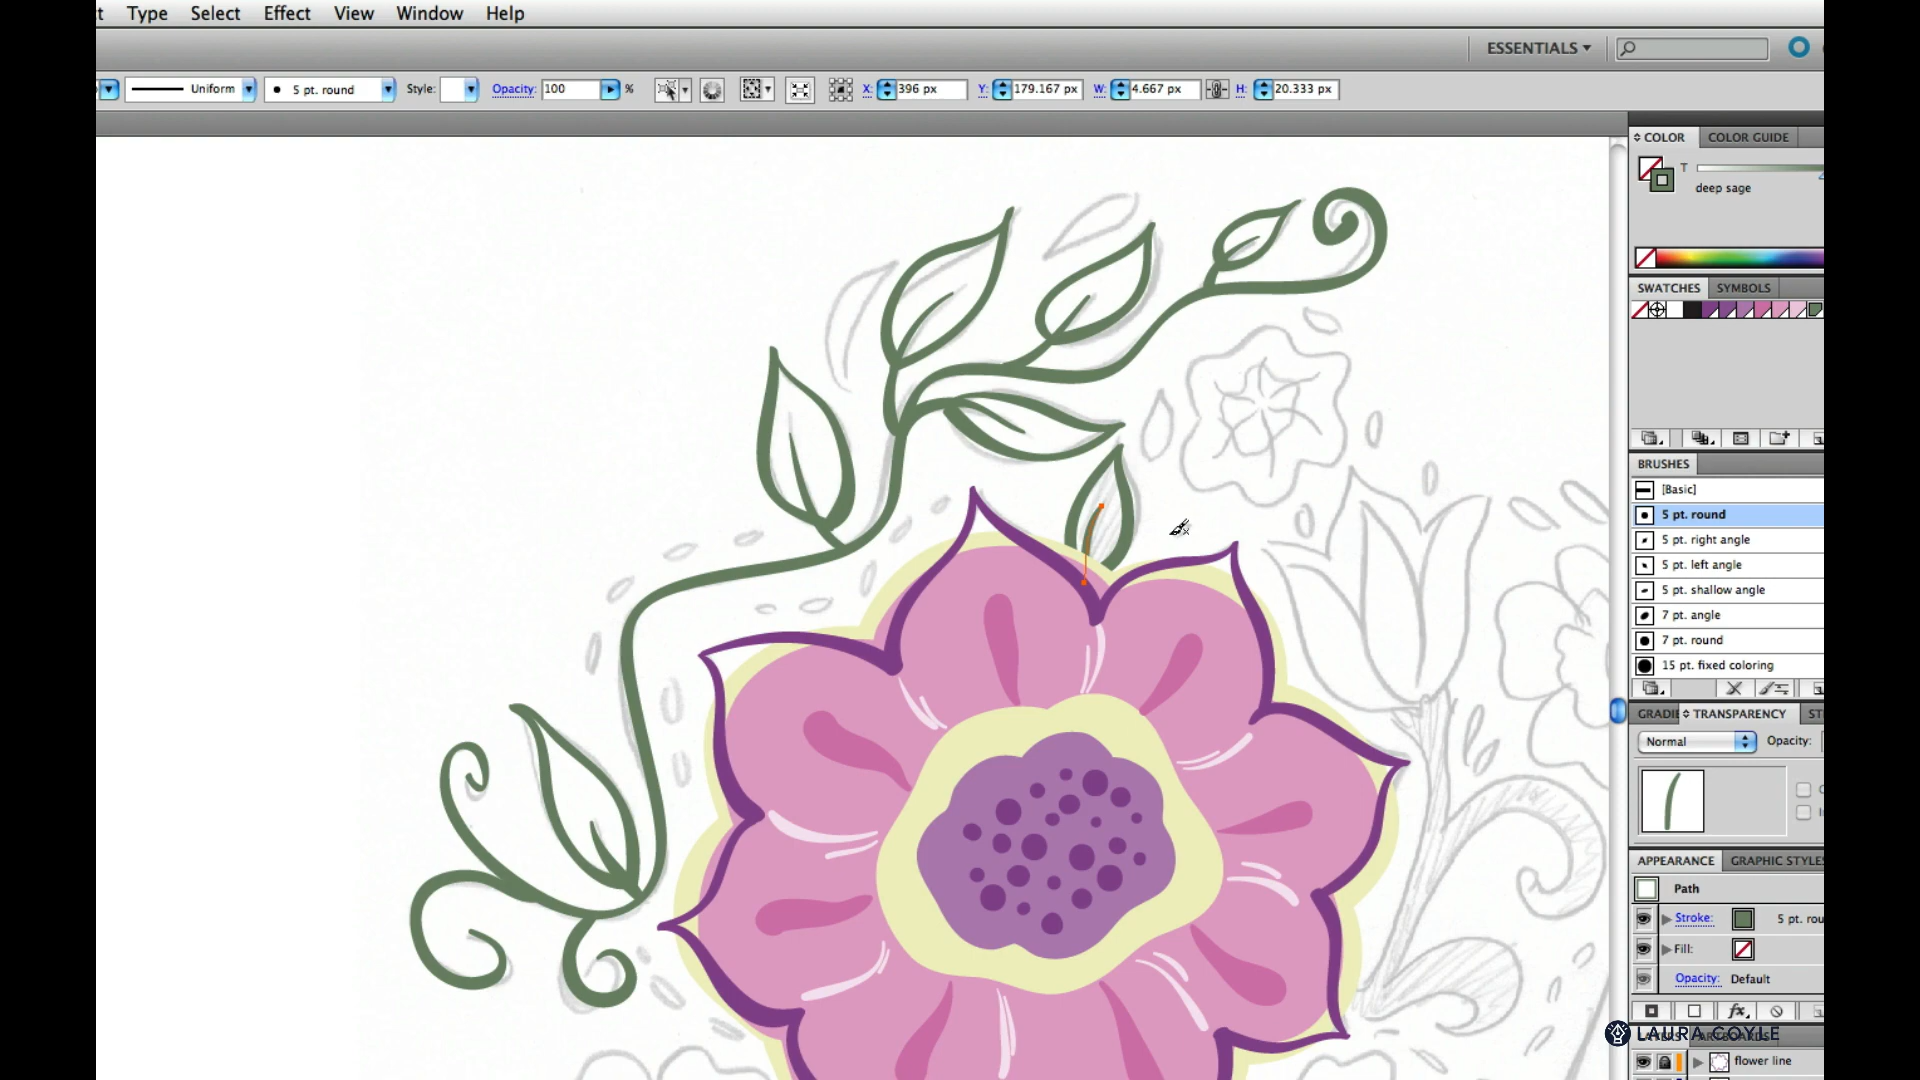 Type Select Effect View Window Help
ESSENTIALS
Uniform 5 pt. round Style: Opacity: 100 % X: 396 px Y: 179.167 px W: 4.667 px H: 20.333 px
COLOR COLOR GUIDE
T
deep sage
SWATCHES SYMBOLS
BRUSHES
[Basic]
5 pt. round
5 pt. right angle
5 pt. left angle
5 pt. shallow angle
7 pt. angle
7 pt. round
15 pt. fixed coloring
GRADIE TRANSPARENCY ST
Normal Opacity:
APPEARANCE GRAPHIC STYLES
Path
Stroke: 5 pt. rou
Fill:
Opacity: Default
LAURA COYLE
flower line